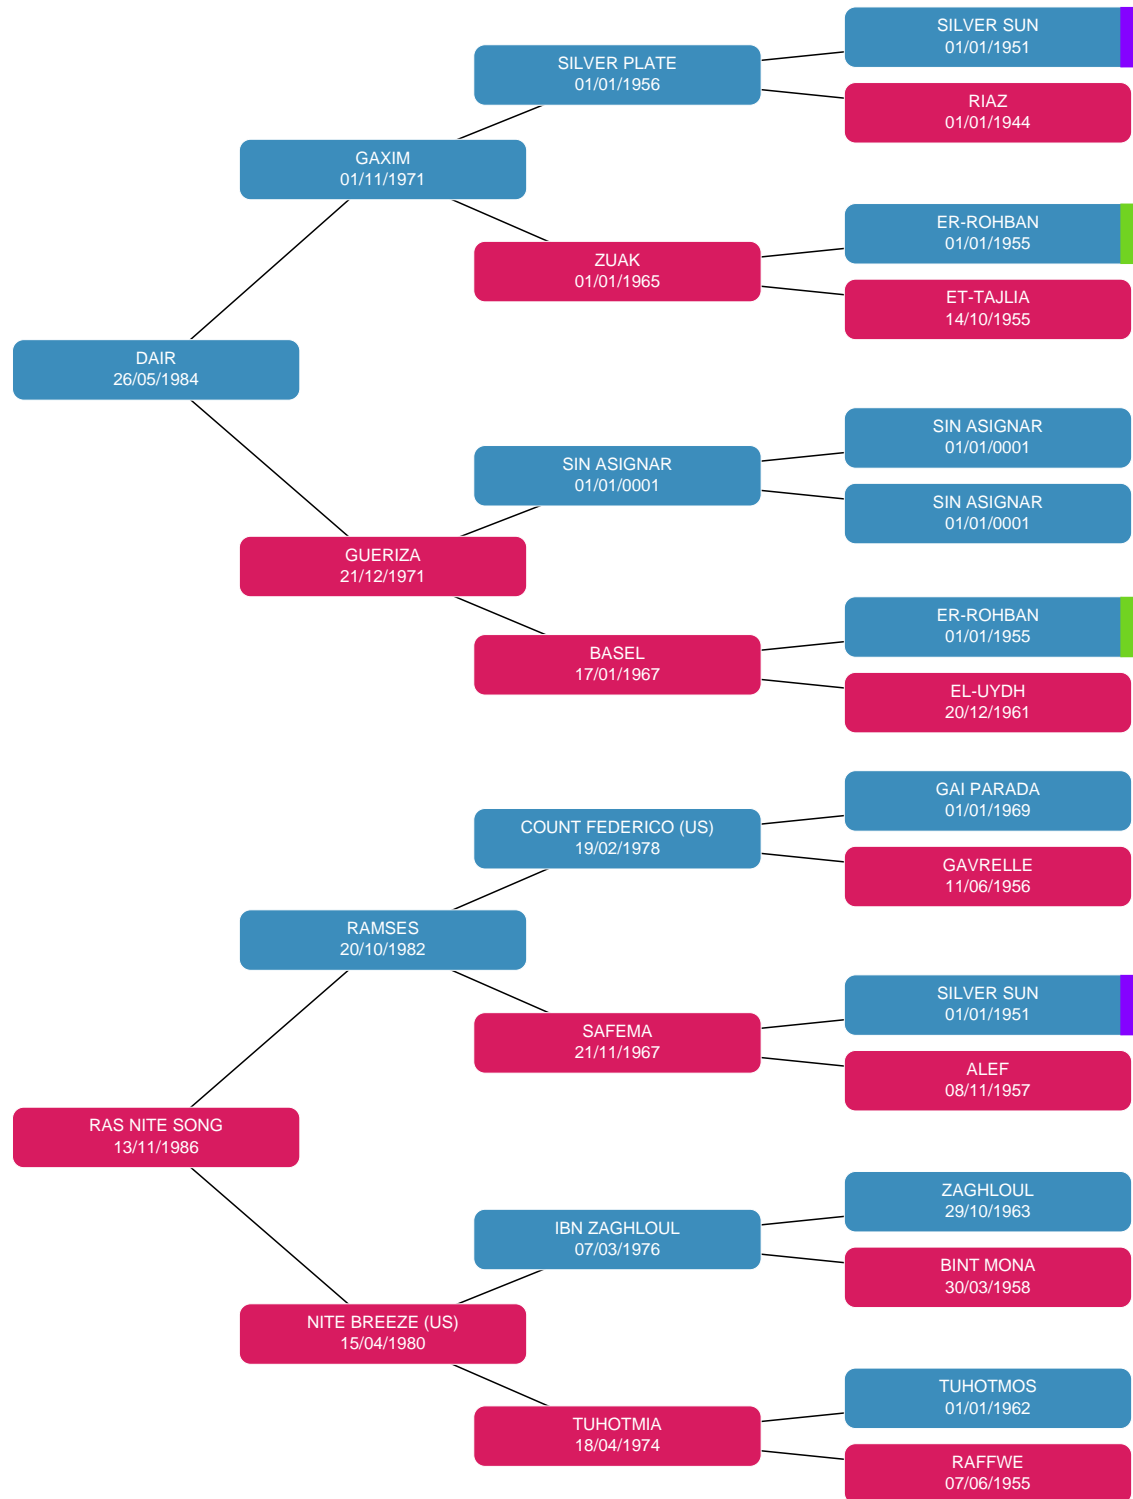 SILVER SUN
01/01/1951
SILVER PLATE
01/01/1956
RIAZ
01/01/1944
GAXIM
01/11/1971
ER-ROHBAN
01/01/1955
ZUAK
01/01/1965
ET-TAJLIA
14/10/1955
DAIR
26/05/1984
SIN ASIGNAR
01/01/0001
SIN ASIGNAR
01/01/0001
SIN ASIGNAR
01/01/0001
GUERIZA
21/12/1971
ER-ROHBAN
01/01/1955
BASEL
17/01/1967
EL-UYDH
20/12/1961
GAI PARADA
01/01/1969
COUNT FEDERICO (US)
19/02/1978
GAVRELLE
11/06/1956
RAMSES
20/10/1982
SILVER SUN
01/01/1951
SAFEMA
21/11/1967
ALEF
08/11/1957
RAS NITE SONG
13/11/1986
ZAGHLOUL
29/10/1963
IBN ZAGHLOUL
07/03/1976
BINT MONA
30/03/1958
NITE BREEZE (US)
15/04/1980
TUHOTMOS
01/01/1962
TUHOTMIA
18/04/1974
RAFFWE
07/06/1955